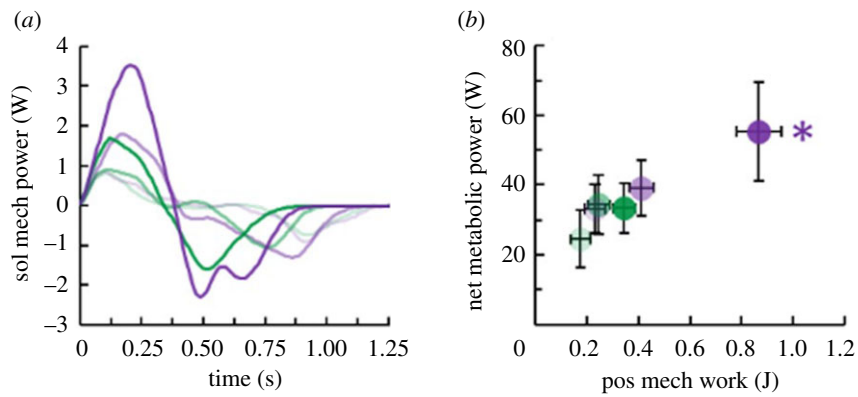 (a)
4
3
2
1
0
–1
–2
–3
sol mech power (W)
0 0.25 0.50 0.75 1.00 1.25
time (s)
(b)
80
60
40
20
net metabolic power (W)
*
0 0.2 0.4 0.6 0.8 1.0 1.2
pos mech work (J)